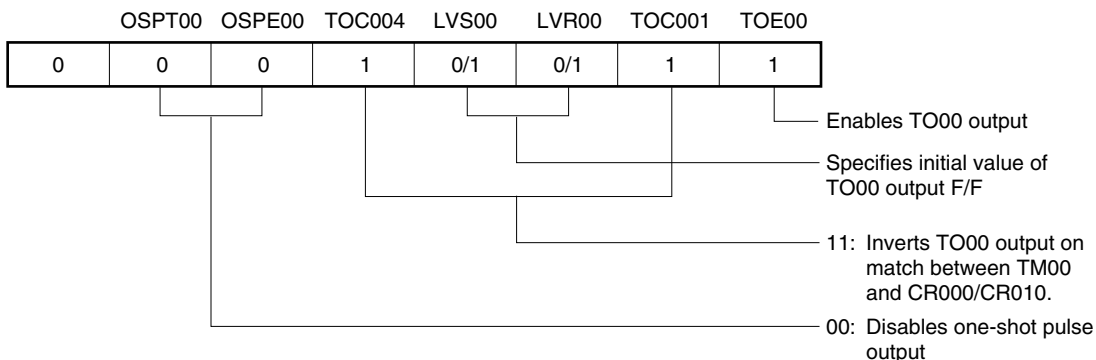 OSPT00 OSPE00 TOC004 LVS00 LVR00 TOC001 TOE00
0 0 0 1 0/1 0/1 1 1
Enables TO00 output
Specifies initial value of
TO00 output F/F
11: Inverts TO00 output on
match between TM00
and CR000/CR010.
00: Disables one-shot pulse
output